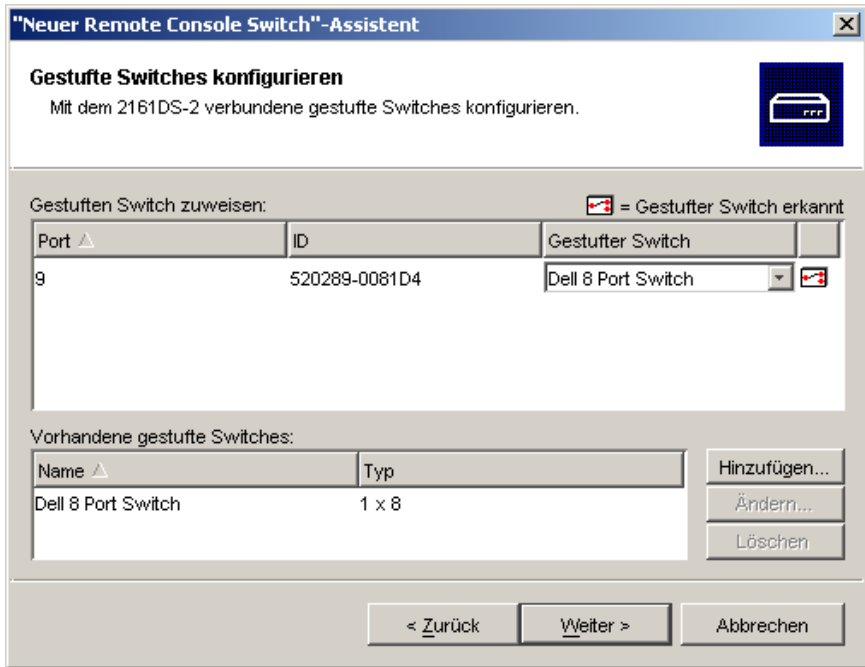 "Neuer Remote Console Switch"-Assistent
Gestufte Switches konfigurieren
Mit dem 2161DS-2 verbundene gestufte Switches konfigurieren.
Gestuften Switch zuweisen:
= Gestufter Switch erkannt
Port ID Gestufter Switch
9 520289-0081D4 Dell 8 Port Switch
Vorhandene gestufte Switches:
Name Typ
Dell 8 Port Switch 1 x 8
Hinzufügen...
Ändern...
Löschen
< Zurück Weiter > Abbrechen